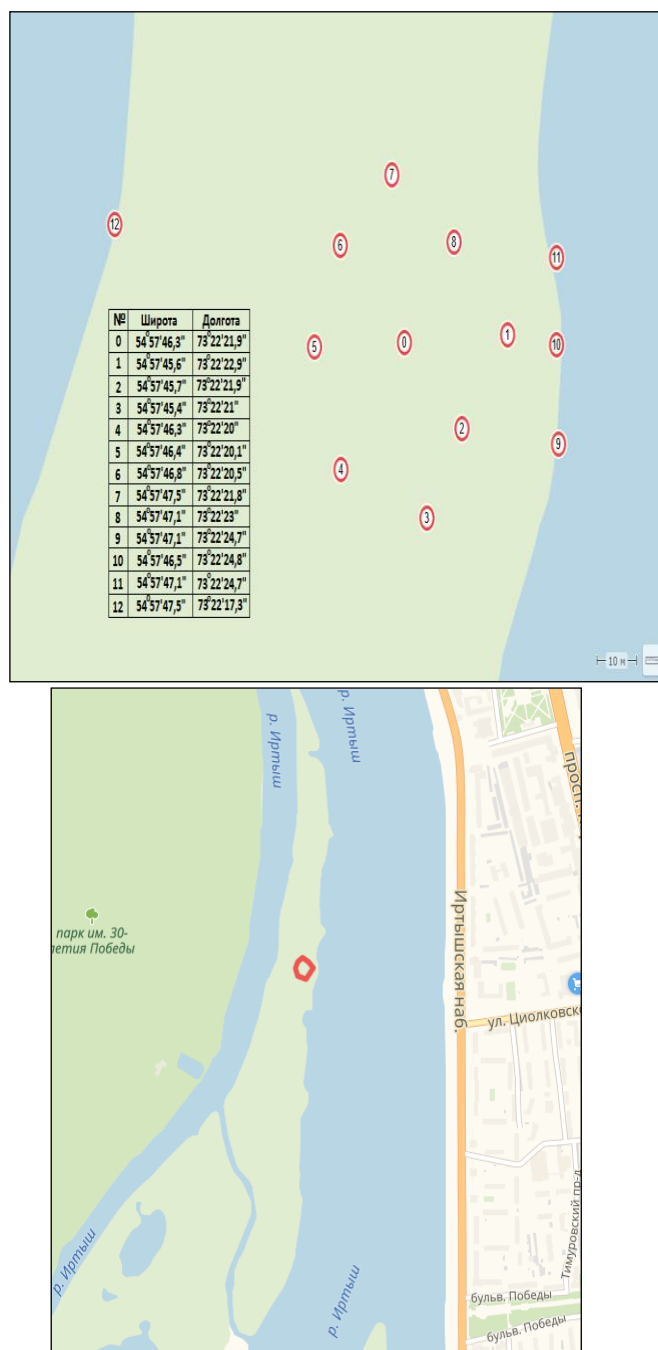 7
12
8
6
11
1
0
10
5
2
9
4
3
№ Широта Долгота
0 54°57'46,3" 73°22'21,9"
1 54°57'45,6" 73°22'22,9"
2 54°57'45,7" 73°22'21,9"
3 54°57'45,4" 73°22'21"
4 54°57'46,3" 73°22'20"
5 54°57'46,4" 73°22'20,1"
6 54°57'46,8" 73°22'20,5"
7 54°57'47,5" 73°22'21,8"
8 54°57'47,1" 73°22'23"
9 54°57'47,1" 73°22'24,7"
10 54°57'46,5" 73°22'24,8"
11 54°57'47,1" 73°22'24,7"
12 54°57'47,5" 73°22'17,3"
10 м
р. Иртыш
р. Иртыш
просп.
парк им. 30-
летия Победы
Иртышская наб.
ул. Циолковско
Тимуровский пр-д
р. Иртыш
р. Иртыш
бульв. Победы
бульв. Победы